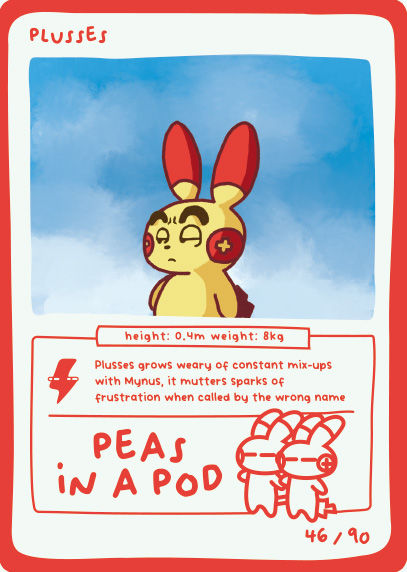 PLUSSES
height: 0.4m weight: 8kg
Plusses grows weary of constant mix-ups
with Mynus, it mutters sparks of
frustration when called by the wrong name
PEAS
iN A POD
46 / 90